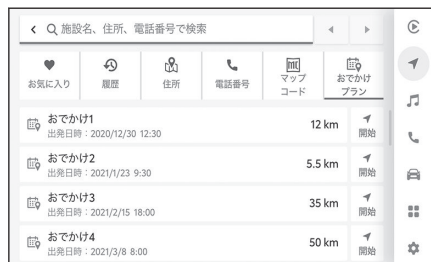 施設名、住所、電話番号で検索
お気に入り
履歴
住所
電話番号
マップ
コード
おでかけ
プラン
おでかけ1
出発日時：2020/12/30 12:30
12 km
開始
おでかけ2
出発日時：2021/1/23 9:30
5.5 km
開始
おでかけ3
出発日時：2021/2/15 18:00
35 km
開始
おでかけ4
出発日時：2021/3/8 8:00
50 km
開始